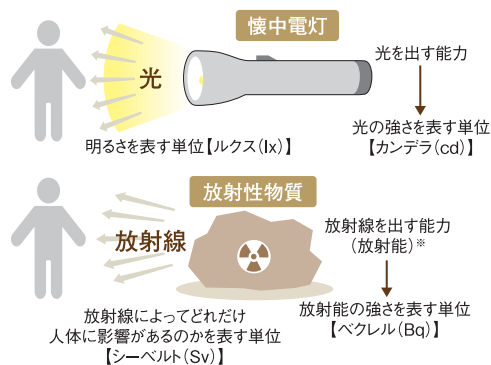 懐中電灯
光を出す能力
光
光の強さを表す単位
【カンデラ(cd)】
明るさを表す単位【ルクス(lx)】
放射性物質
放射線
放射線を出す能力
(放射能)※
放射能の強さを表す単位
【ベクレル(Bq)】
放射線によってどれだけ
人体に影響があるのかを表す単位
【シーベルト(Sv)】